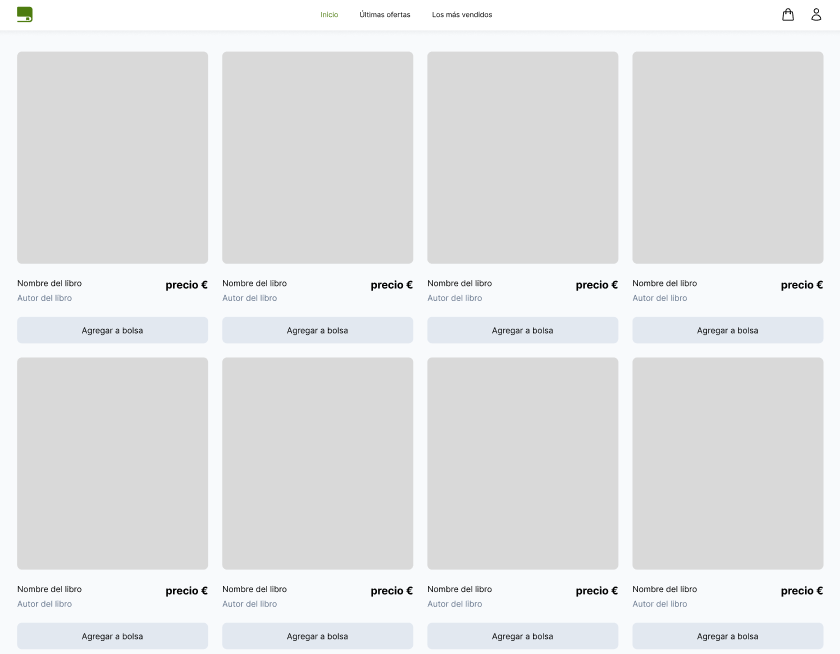 Inicio Últimas ofertas Los más vendidos
Nombre del libro precio € Nombre del libro precio € Nombre del libro precio € Nombre del libro precio €
Autor del libro Autor del libro Autor del libro Autor del libro
Agregar a bolsa Agregar a bolsa Agregar a bolsa Agregar a bolsa
Nombre del libro precio € Nombre del libro precio € Nombre del libro precio € Nombre del libro precio €
Autor del libro Autor del libro Autor del libro Autor del libro
Agregar a bolsa Agregar a bolsa Agregar a bolsa Agregar a bolsa